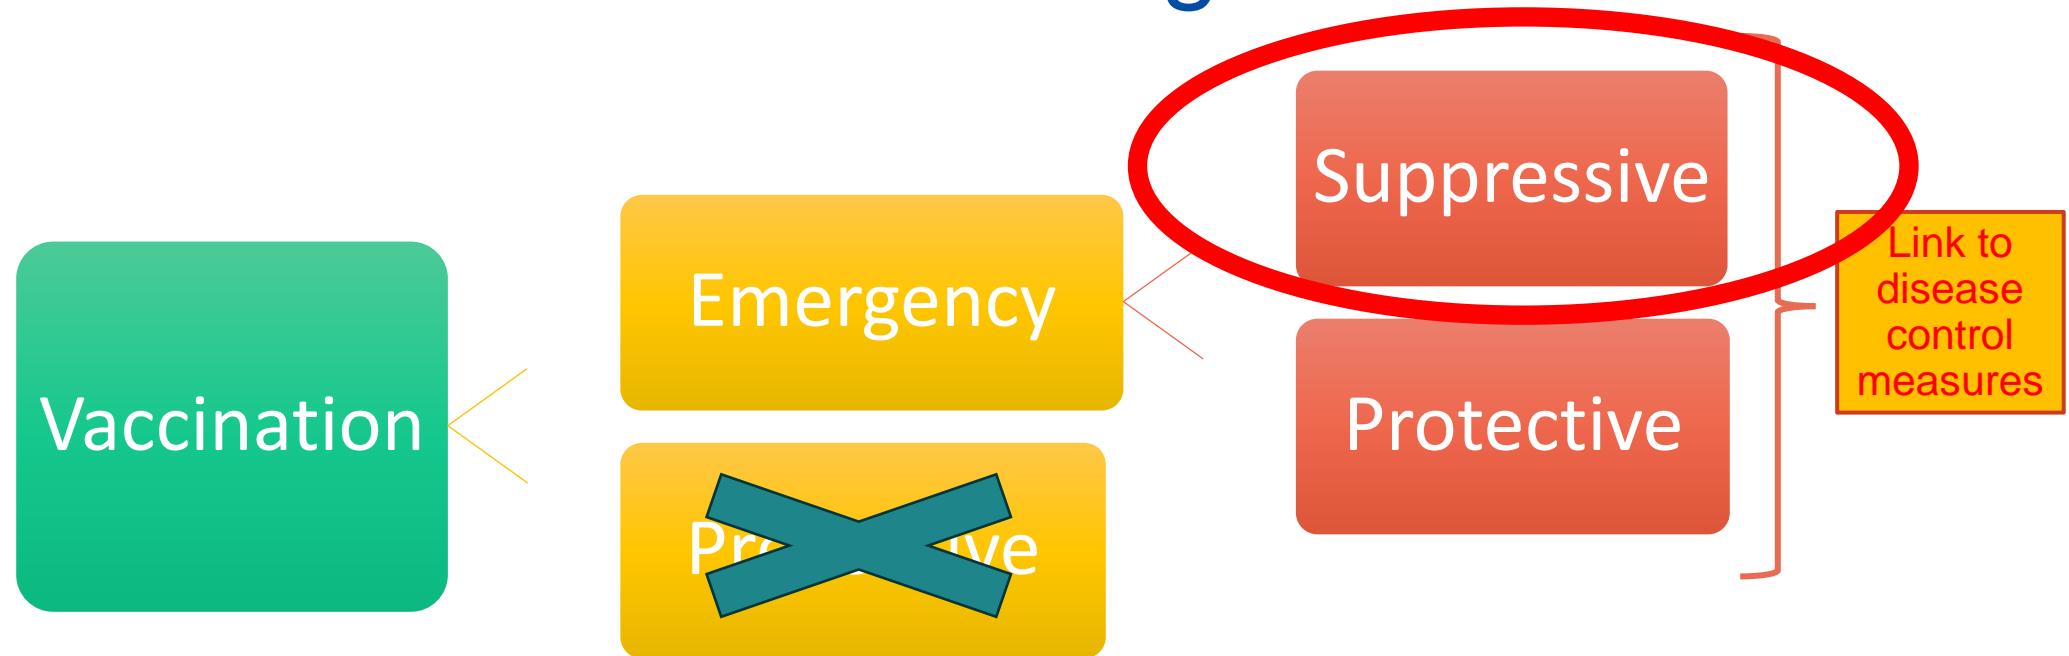 Vaccination
Emergency
Suppressive
Protective
Link to
disease
control
measures